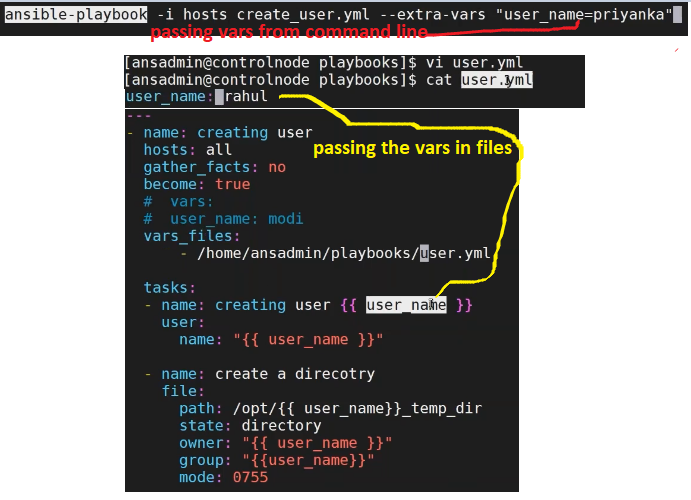 ansible-playbook -i hosts create_user.yml --extra-vars "user_name=priyanka"
passing vars from command line
[ansadmin@controlnode playbooks]$ vi user.yml
[ansadmin@controlnode playbooks]$ cat user.yml
user_name: rahul
---
- name: creating user
passing the vars in files
hosts: all
gather_facts: no
become: true
# vars:
# user_name: modi
vars_files:
- /home/ansadmin/playbooks/user.yml
tasks:
- name: creating user {{ user_name }}
user:
name: "{{ user_name }}"
- name: create a direcotry
file:
path: /opt/{{ user_name}}_temp_dir
state: directory
owner: "{{ user_name }}"
group: "{{user_name}}"
mode: 0755